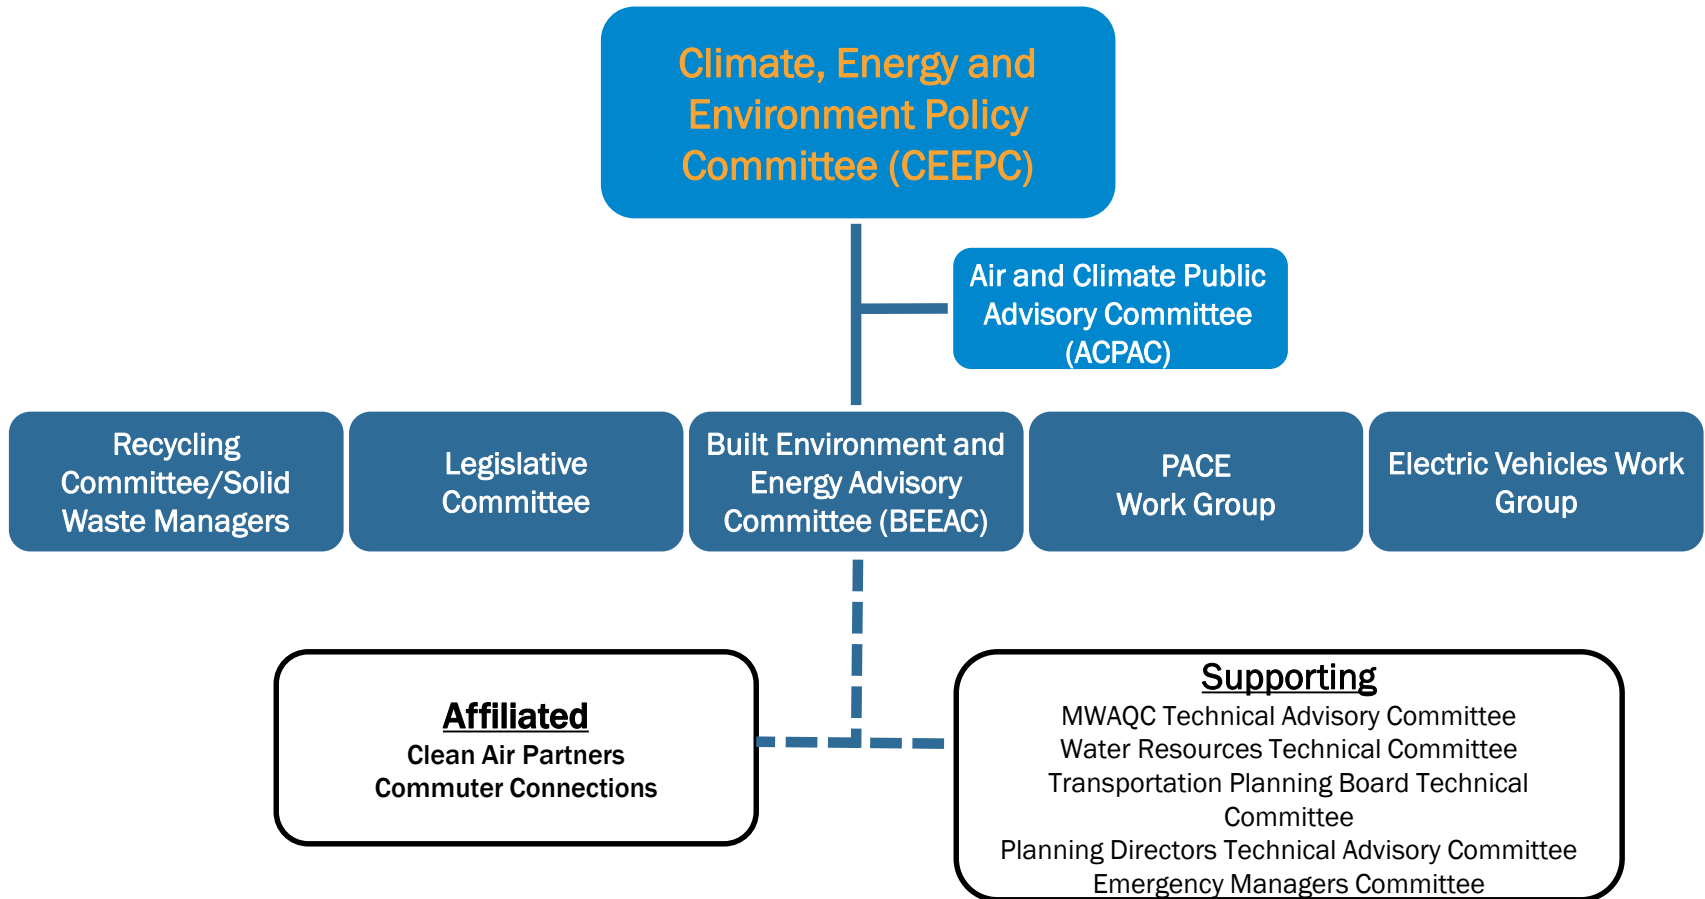 Climate, Energy and
Environment Policy
Committee (CEEPC)
Air and Climate Public
Advisory Committee
(ACPAC)
Recycling
Committee/Solid
Waste Managers
Legislative
Committee
Built Environment and
Energy Advisory
Committee (BEEAC)
PACE
Work Group
Electric Vehicles Work
Group
Affiliated
Clean Air Partners
Commuter Connections
Supporting
MWAQC Technical Advisory Committee
Water Resources Technical Committee
Transportation Planning Board Technical
Committee
Planning Directors Technical Advisory Committee
Emergency Managers Committee